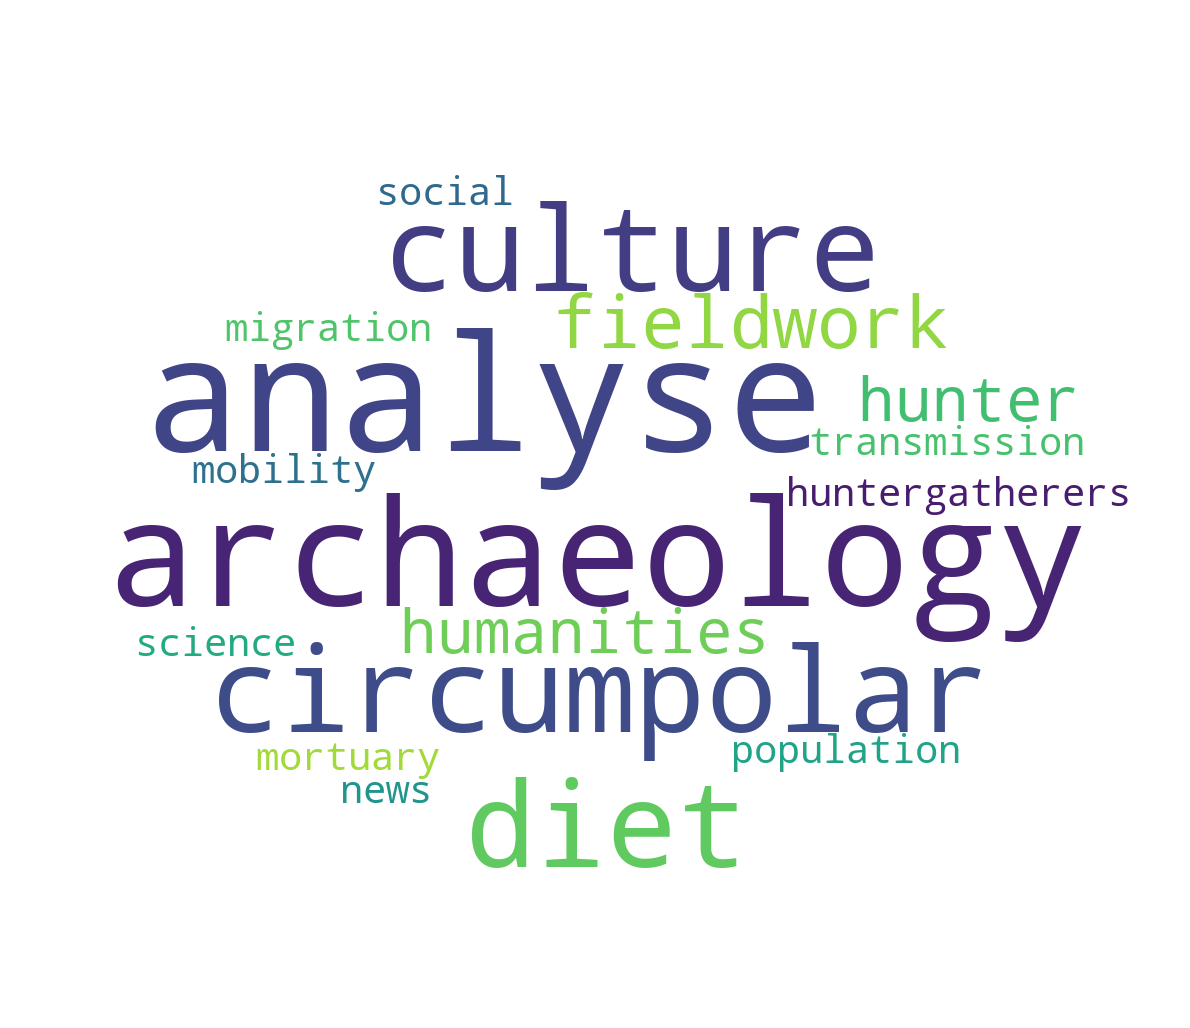 social
culture
fieldwork
migration
analyse
hunter
transmission
mobility
huntergatherers
archaeology
humanities
science
circumpolar
population
mortuary
news
diet